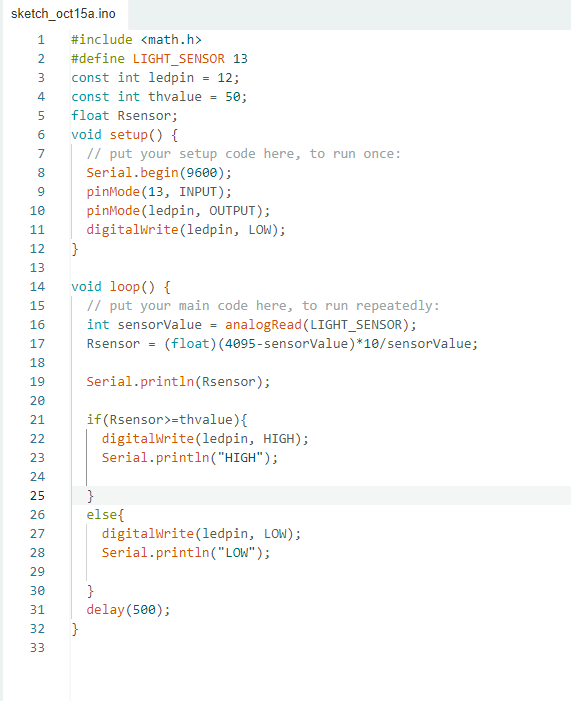 sketch_oct15a.ino
1 #include <math.h>
2 #define LIGHT_SENSOR 13
3 const int ledpin = 12;
4 const int thvalue = 50;
5 float Rsensor;
6 void setup() {
7   // put your setup code here, to run once:
8   Serial.begin(9600);
9   pinMode(13, INPUT);
10   pinMode(ledpin, OUTPUT);
11   digitalWrite(ledpin, LOW);
12 }
13
14 void loop() {
15   // put your main code here, to run repeatedly:
16   int sensorValue = analogRead(LIGHT_SENSOR);
17   Rsensor = (float)(4095-sensorValue)*10/sensorValue;
18
19   Serial.println(Rsensor);
20
21   if(Rsensor>=thvalue){
22     digitalWrite(ledpin, HIGH);
23     Serial.println("HIGH");
24
25   }
26   else{
27     digitalWrite(ledpin, LOW);
28     Serial.println("LOW");
29
30   }
31   delay(500);
32 }
33